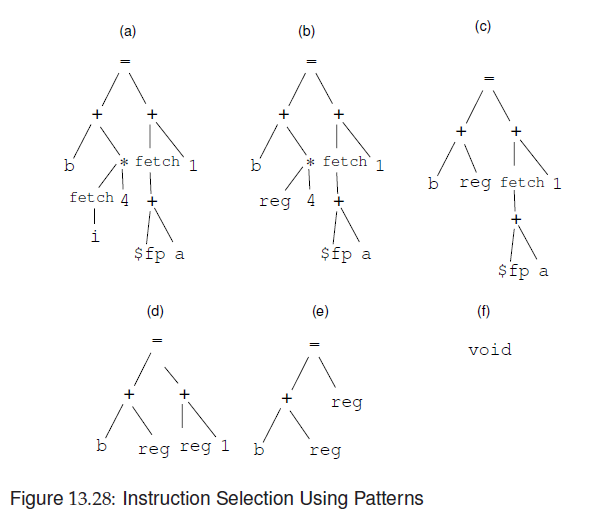 (a) (b) (c)
= =
=
+ + + +
+ +
b * fetch 1 b * fetch 1
b reg fetch 1
fetch 4 + reg 4 +
+
i
$fp a $fp a
$fp a
(d) (e) (f)
= =
void
+ + + reg
b reg reg 1 b reg
Figure 13.28: Instruction Selection Using Patterns